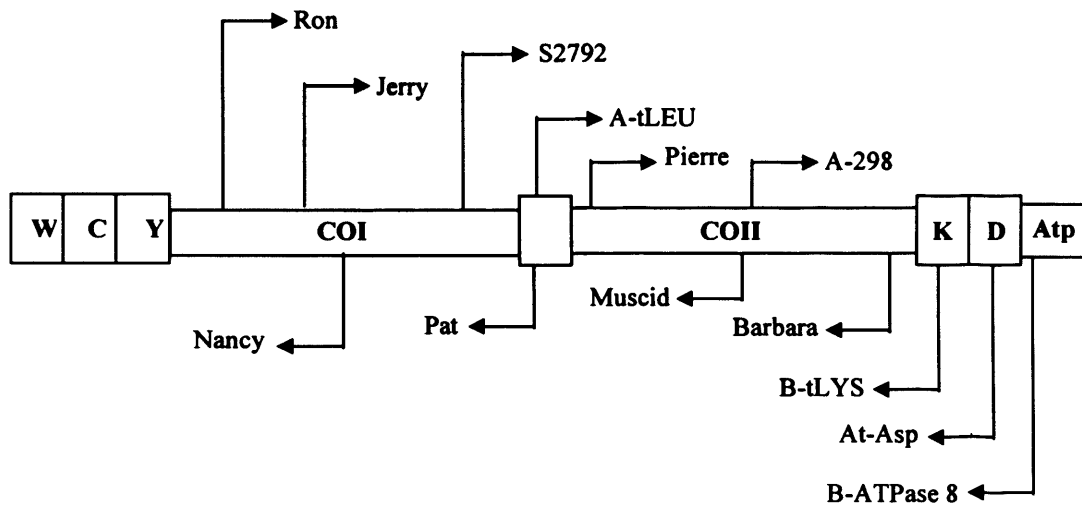 Ron
S2792
Jerry
A-tLEU
Pierre
A-298
W C Y COI COII K D Atp
Muscid
Pat
Barbara
Nancy
B-tLYS
At-Asp
B-ATPase 8